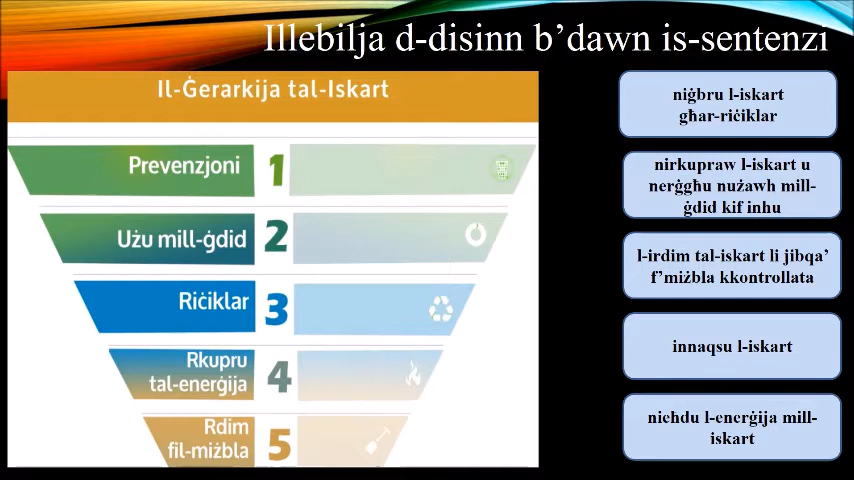 Illebilja d-disinn b’dawn is-sentenzi
Il-Ġerarkija tal-Iskart
Prevenzjoni 1
Użu mill-ġdid 2
Riċiklar 3
Rkupru
tal-enerġija 4
Rdim
fil-miżbla 5
niġbru l-iskart
għar-riċiklar
nirkupraw l-iskart u
nerġgħu nużawh mill-
ġdid kif inhu
l-irdim tal-iskart li jibqa’
f’miżbla kkontrollata
innaqsu l-iskart
nieħdu l-enerġija mill-
iskart